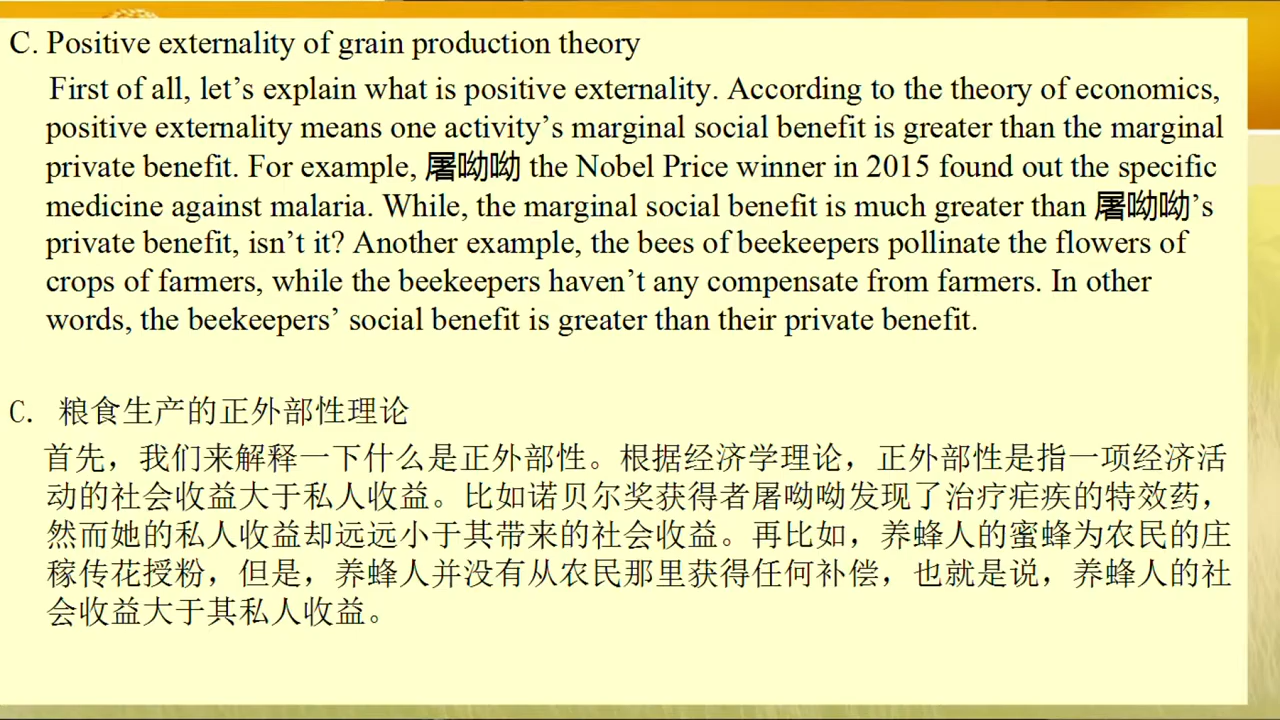 C. Positive externality of grain production theory
First of all, let’s explain what is positive externality. According to the theory of economics,
positive externality means one activity’s marginal social benefit is greater than the marginal
private benefit. For example, 屠呦呦 the Nobel Price winner in 2015 found out the specific
medicine against malaria. While, the marginal social benefit is much greater than 屠呦呦’s
private benefit, isn’t it? Another example, the bees of beekeepers pollinate the flowers of
crops of farmers, while the beekeepers haven’t any compensate from farmers. In other
words, the beekeepers’ social benefit is greater than their private benefit.
C. 粮食生产的正外部性理论
首先，我们来解释一下什么是正外部性。根据经济学理论，正外部性是指一项经济活
动的社会收益大于私人收益。比如诺贝尔奖获得者屠呦呦发现了治疗疟疾的特效药，
然而她的私人收益却远远小于其带来的社会收益。再比如，养蜂人的蜜蜂为农民的庄
稼传花授粉，但是，养蜂人并没有从农民那里获得任何补偿，也就是说，养蜂人的社
会收益大于其私人收益。